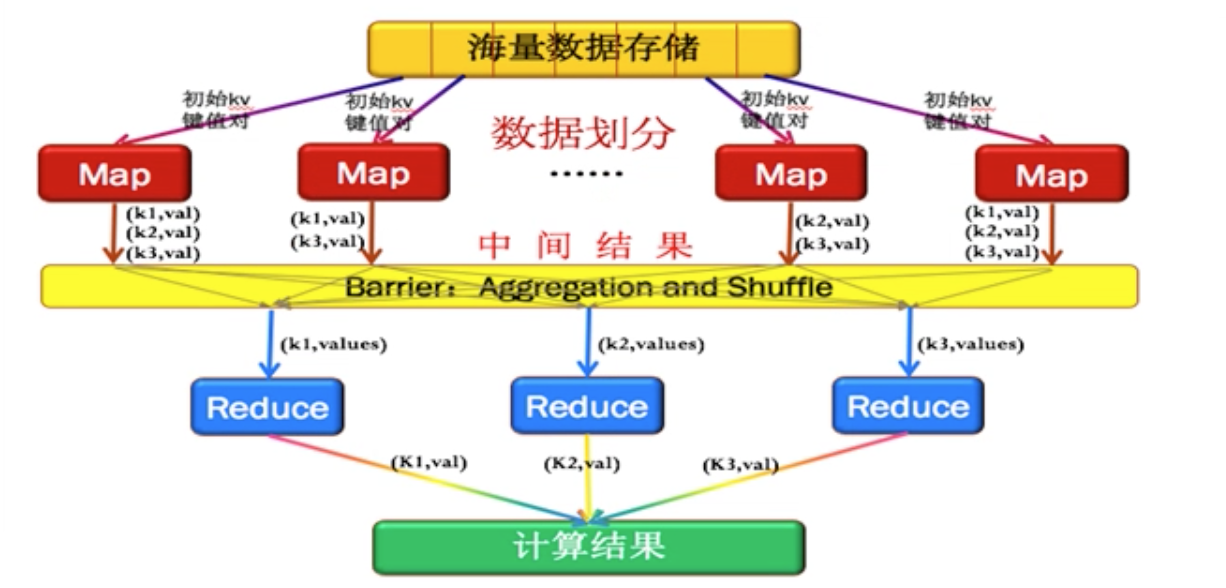 海量数据存储
初始kv
键值对
初始kv
键值对
初始kv
键值对
初始kv
键值对
数据划分
Map
Map
······
Map
Map
(k1,val)
(k2,val)
(k3,val)
(k1,val)
(k3,val)
(k2,val)
(k3,val)
(k1,val)
(k2,val)
(k3,val)
中 间 结 果
Barrier：Aggregation and Shuffle
(k1,values)
(k2,values)
(k3,values)
Reduce
Reduce
Reduce
(K1,val)
(K2,val)
(K3,val)
计算结果